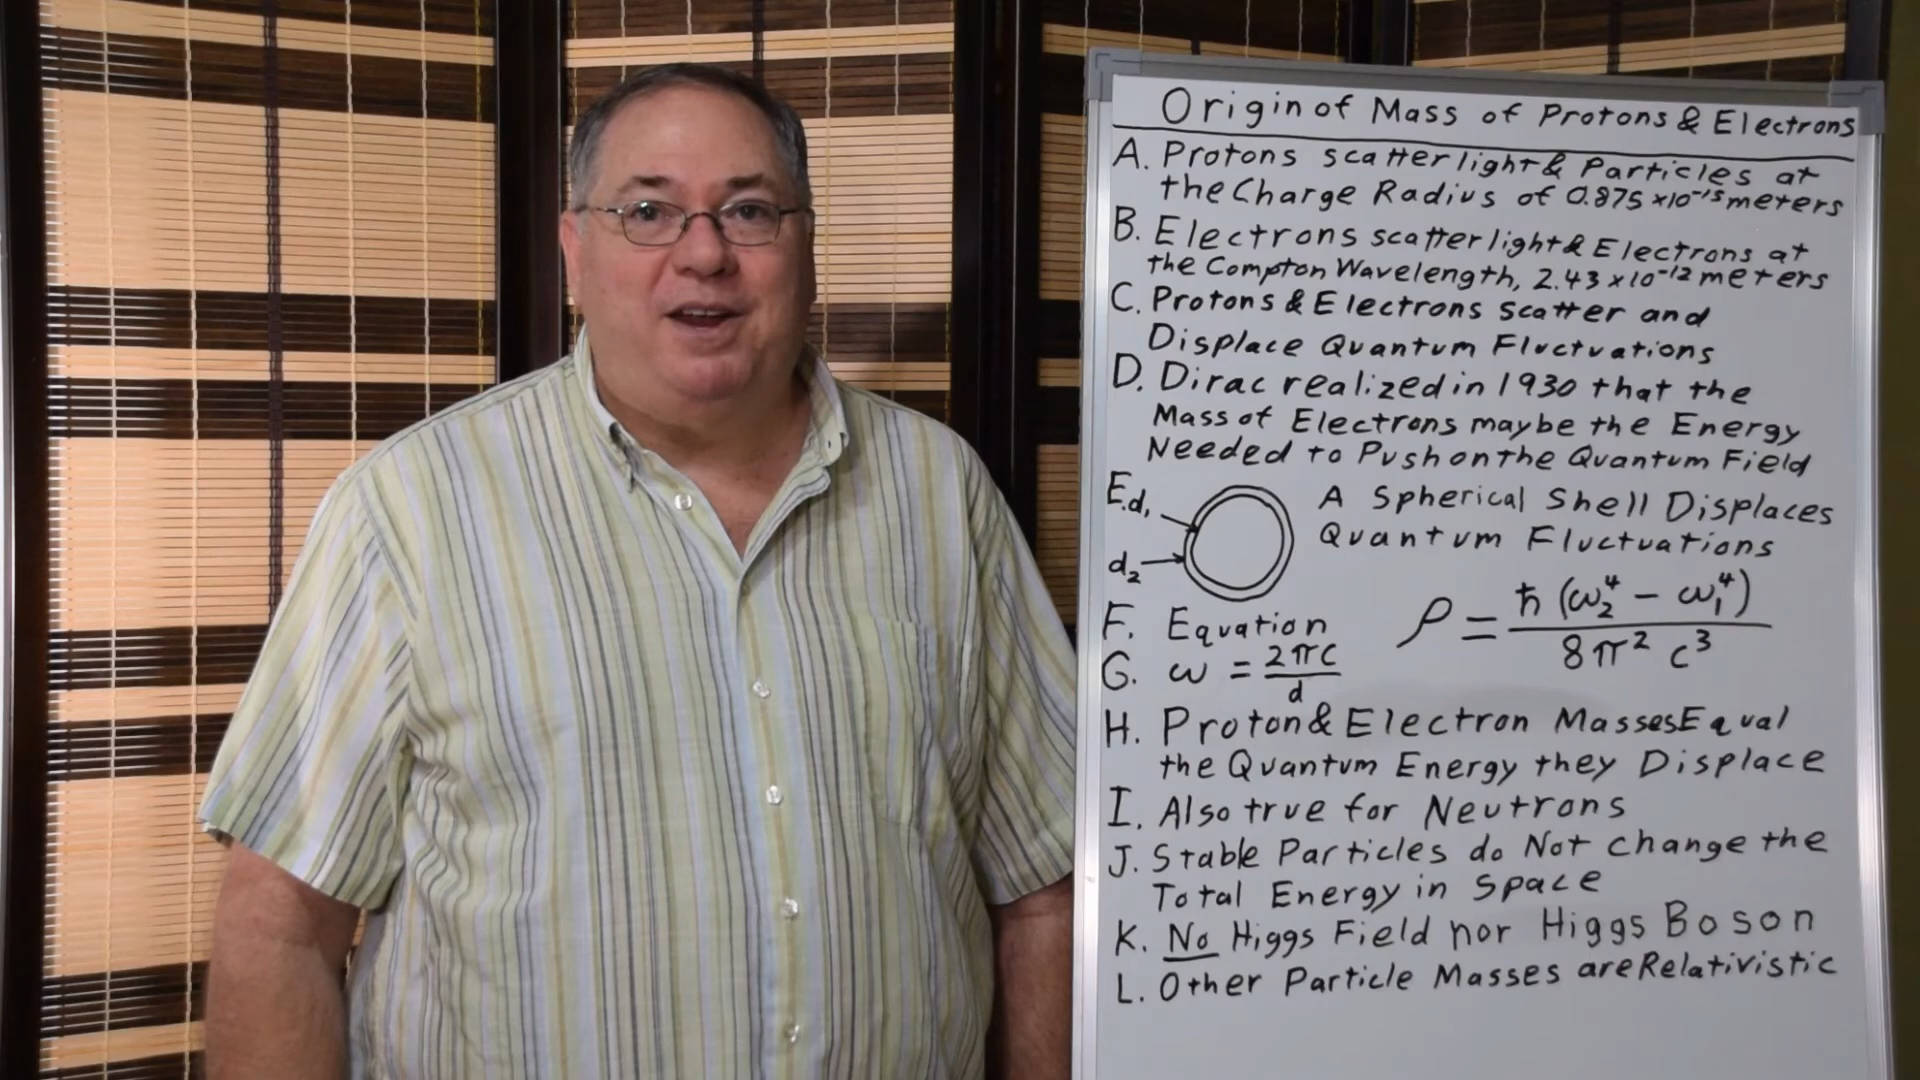 Origin of Mass of Protons & Electrons
A. Protons scatter light & Particles at
the Charge Radius of 0.875 x10⁻¹⁵ meters
B. Electrons scatter light & Electrons at
the Compton Wavelength, 2.43 x10⁻¹² meters
C. Protons & Electrons scatter and
Displace Quantum Fluctuations
D. Dirac realized in 1930 that the
Mass of Electrons may be the Energy
Needed to Push on the Quantum Field
E. d₁ A Spherical Shell Displaces
d₂ Quantum Fluctuations
F. Equation ρ = ħ (ω₂⁴ − ω₁⁴) / 8π² c³
G. ω = 2πc / d
H. Proton & Electron Masses Equal
the Quantum Energy they Displace
I. Also true for Neutrons
J. Stable Particles do Not change the
Total Energy in Space
K. No Higgs Field nor Higgs Boson
L. Other Particle Masses are Relativistic